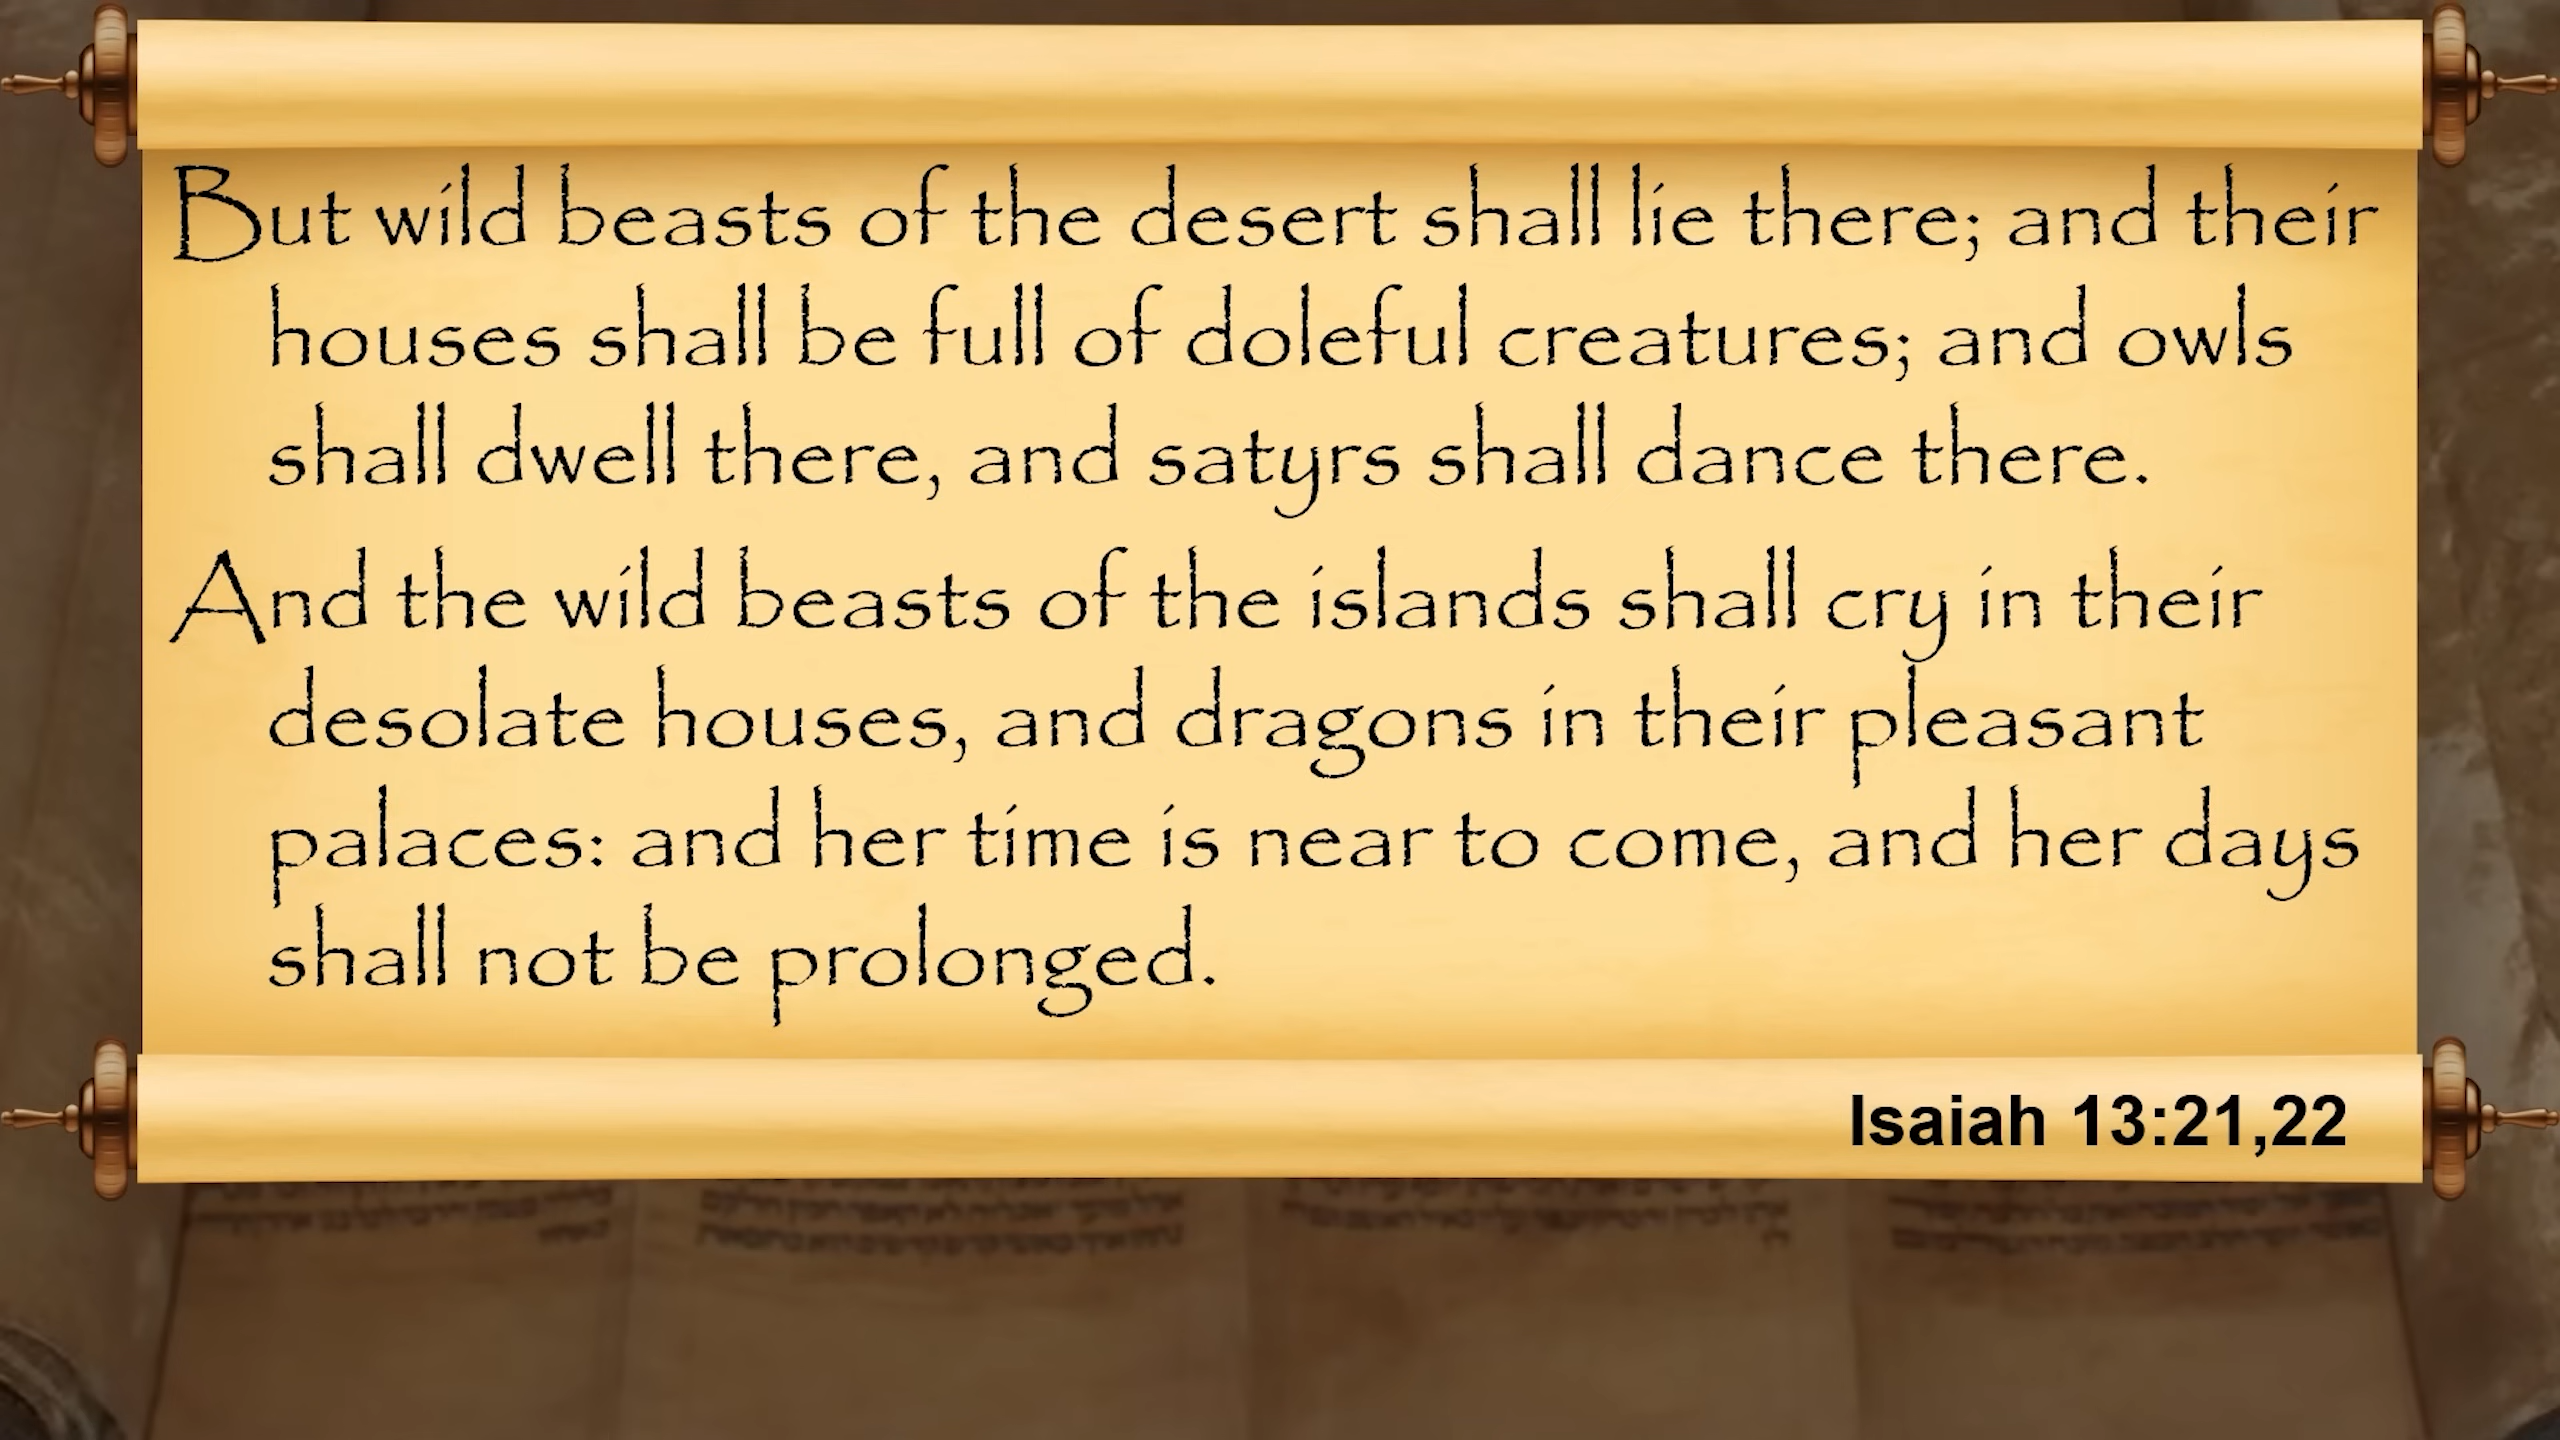 But wild beasts of the desert shall lie there; and their
houses shall be full of doleful creatures; and owls
shall dwell there, and satyrs shall dance there.
And the wild beasts of the islands shall cry in their
desolate houses, and dragons in their pleasant
palaces: and her time is near to come, and her days
shall not be prolonged.
Isaiah 13:21,22